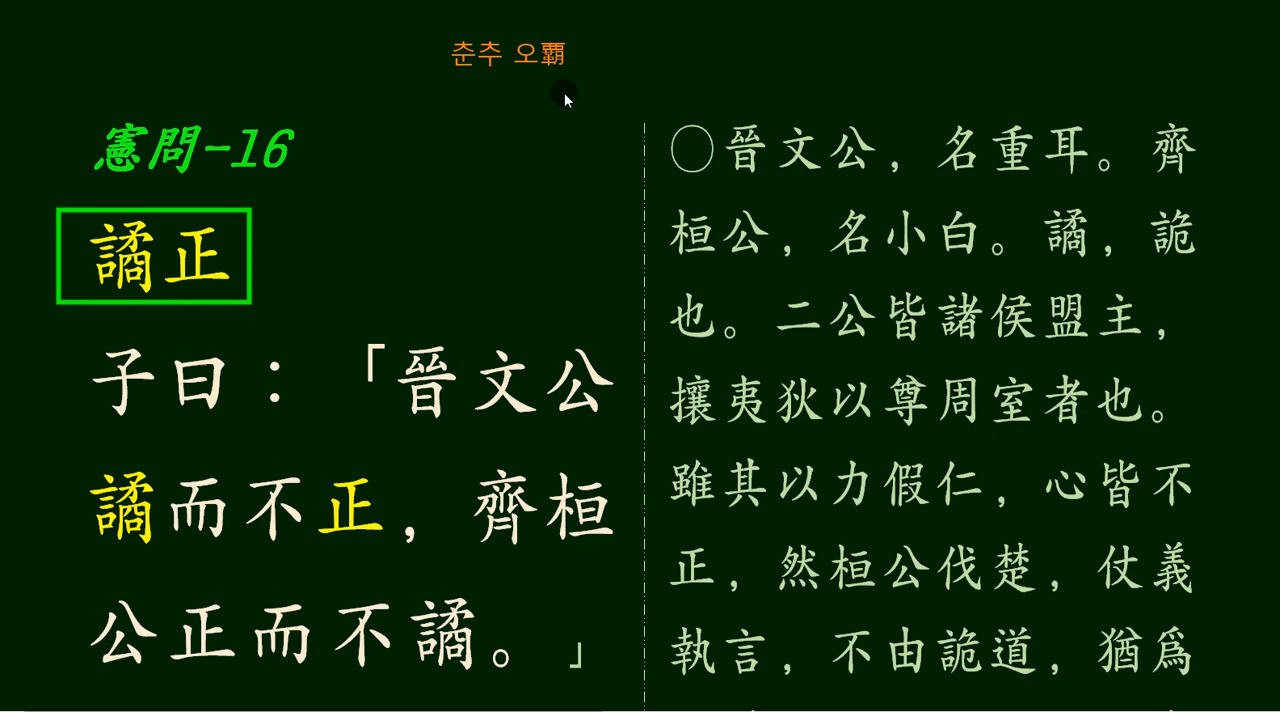 춘추 오覇
憲問-16
譎正
子曰：「晉文公
譎而不正，齊桓
公正而不譎。」
○晉文公，名重耳。齊
桓公，名小白。譎，詭
也。二公皆諸侯盟主，
攘夷狄以尊周室者也。
雖其以力假仁，心皆不
正，然桓公伐楚，仗義
執言，不由詭道，猶爲